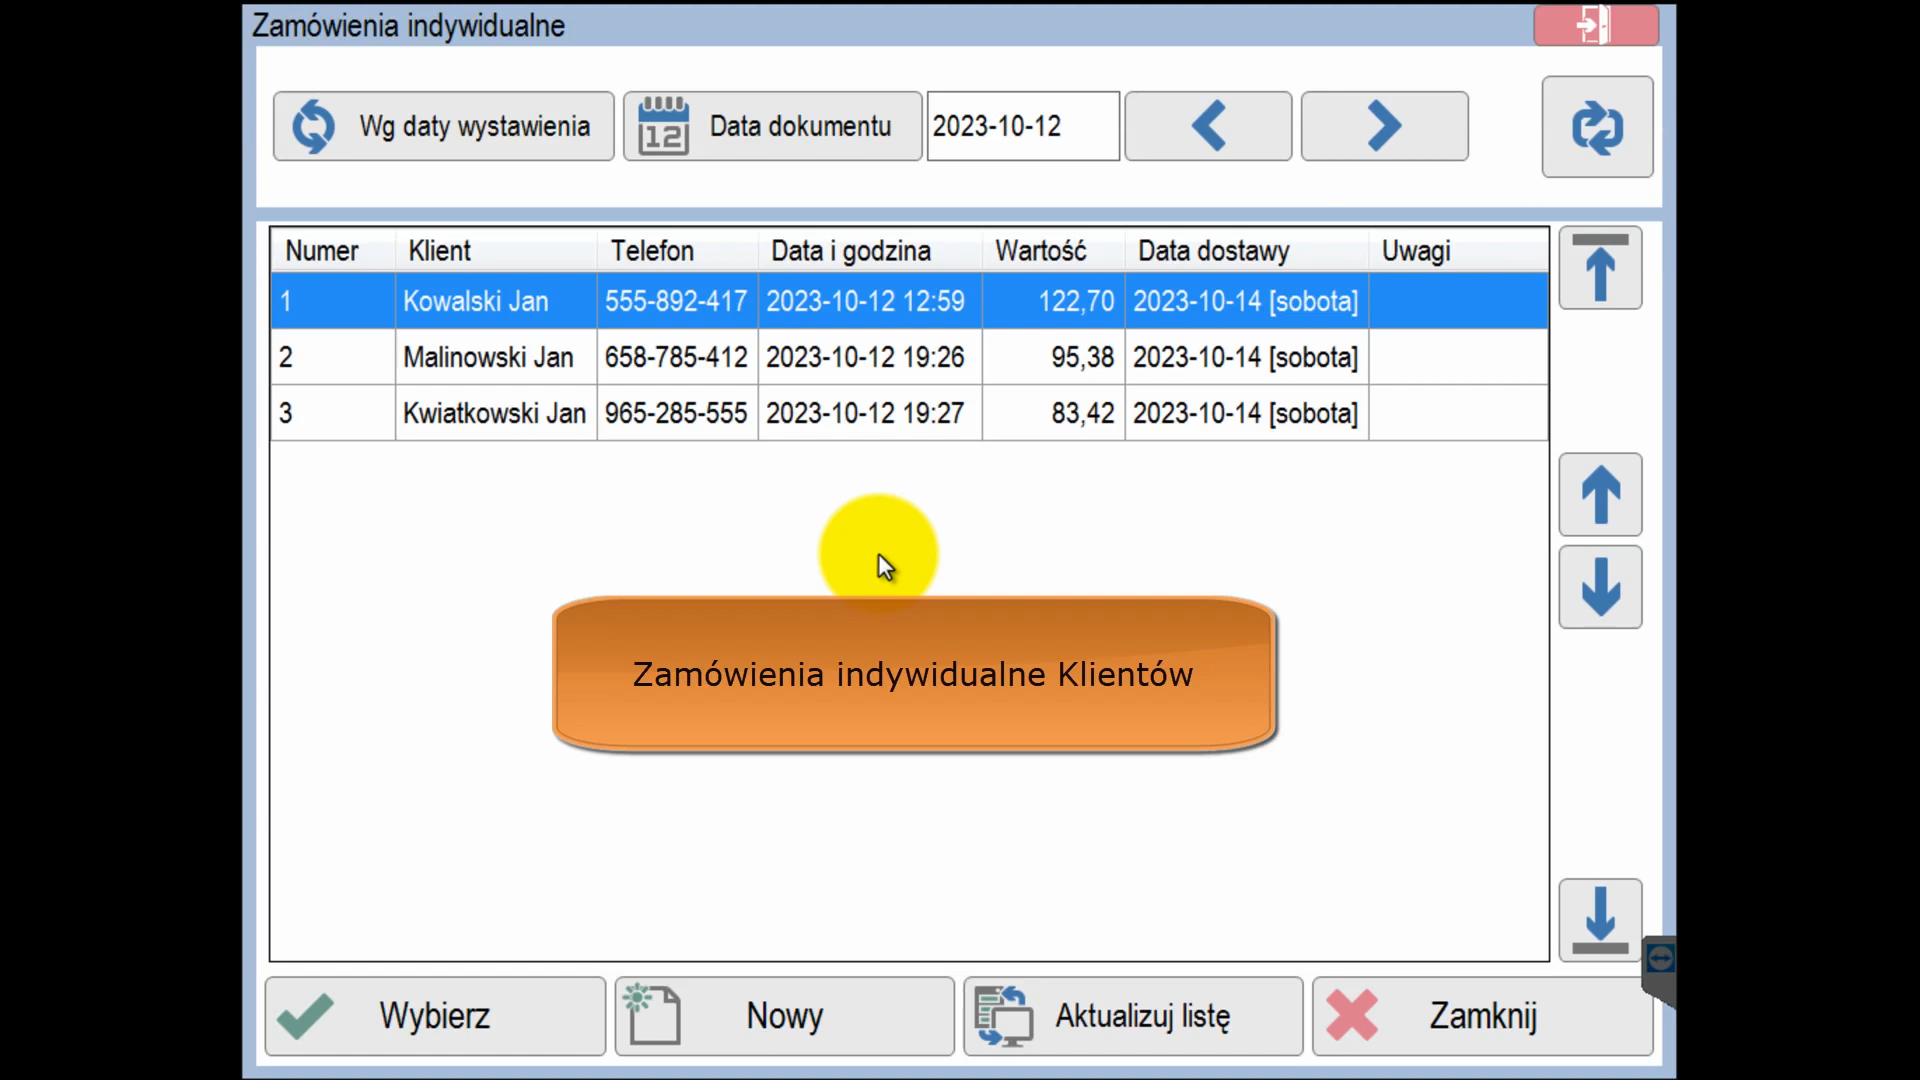 Zamówienia indywidualne
Wg daty wystawienia
12
Data dokumentu
2023-10-12
Numer Klient Telefon Data i godzina Wartość Data dostawy Uwagi
1 Kowalski Jan 555-892-417 2023-10-12 12:59 122,70 2023-10-14 [sobota]
2 Malinowski Jan 658-785-412 2023-10-12 19:26 95,38 2023-10-14 [sobota]
3 Kwiatkowski Jan 965-285-555 2023-10-12 19:27 83,42 2023-10-14 [sobota]
Zamówienia indywidualne Klientów
Wybierz
Nowy
Aktualizuj listę
Zamknij